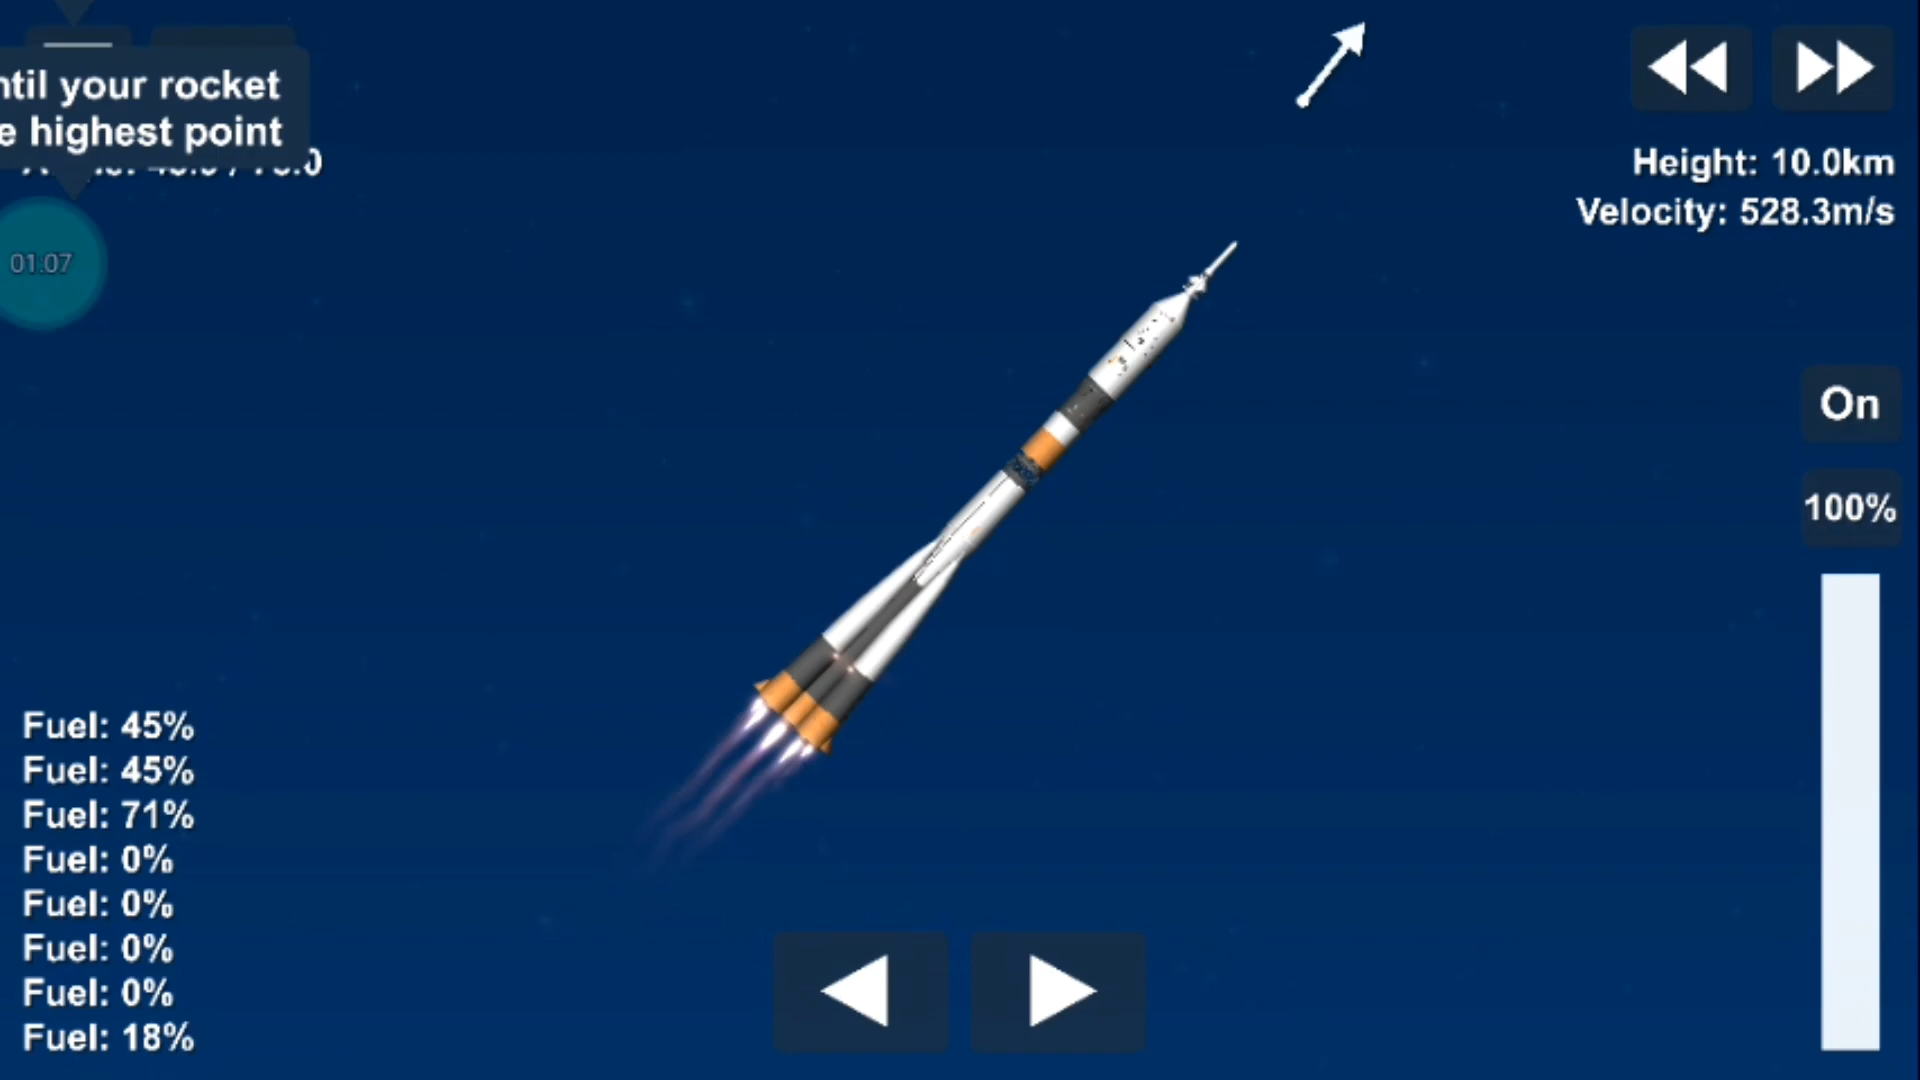 ntil your rocket
e highest point
01.07
Height: 10.0km
Velocity: 528.3m/s
On
100%
Fuel: 45%
Fuel: 45%
Fuel: 71%
Fuel: 0%
Fuel: 0%
Fuel: 0%
Fuel: 0%
Fuel: 18%